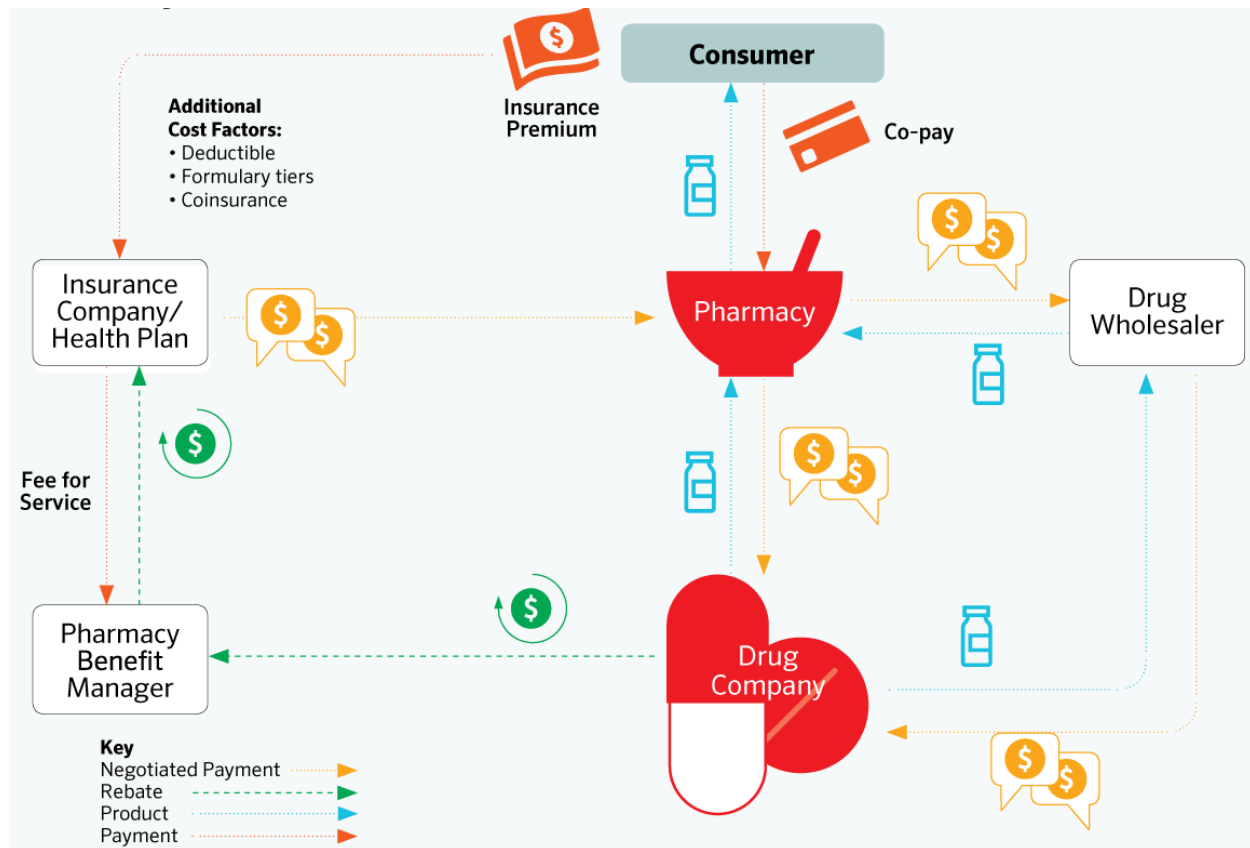 Consumer
Insurance
Premium
Additional
Cost Factors:
• Deductible
• Formulary tiers
• Coinsurance
Co-pay
$
$
$
Insurance
Company/
Health Plan
$
$
Pharmacy
Drug
Wholesaler
$
Fee for
Service
$
$
$
Pharmacy
Benefit
Manager
Drug
Company
Key
Negotiated Payment
Rebate
Product
Payment
$
$